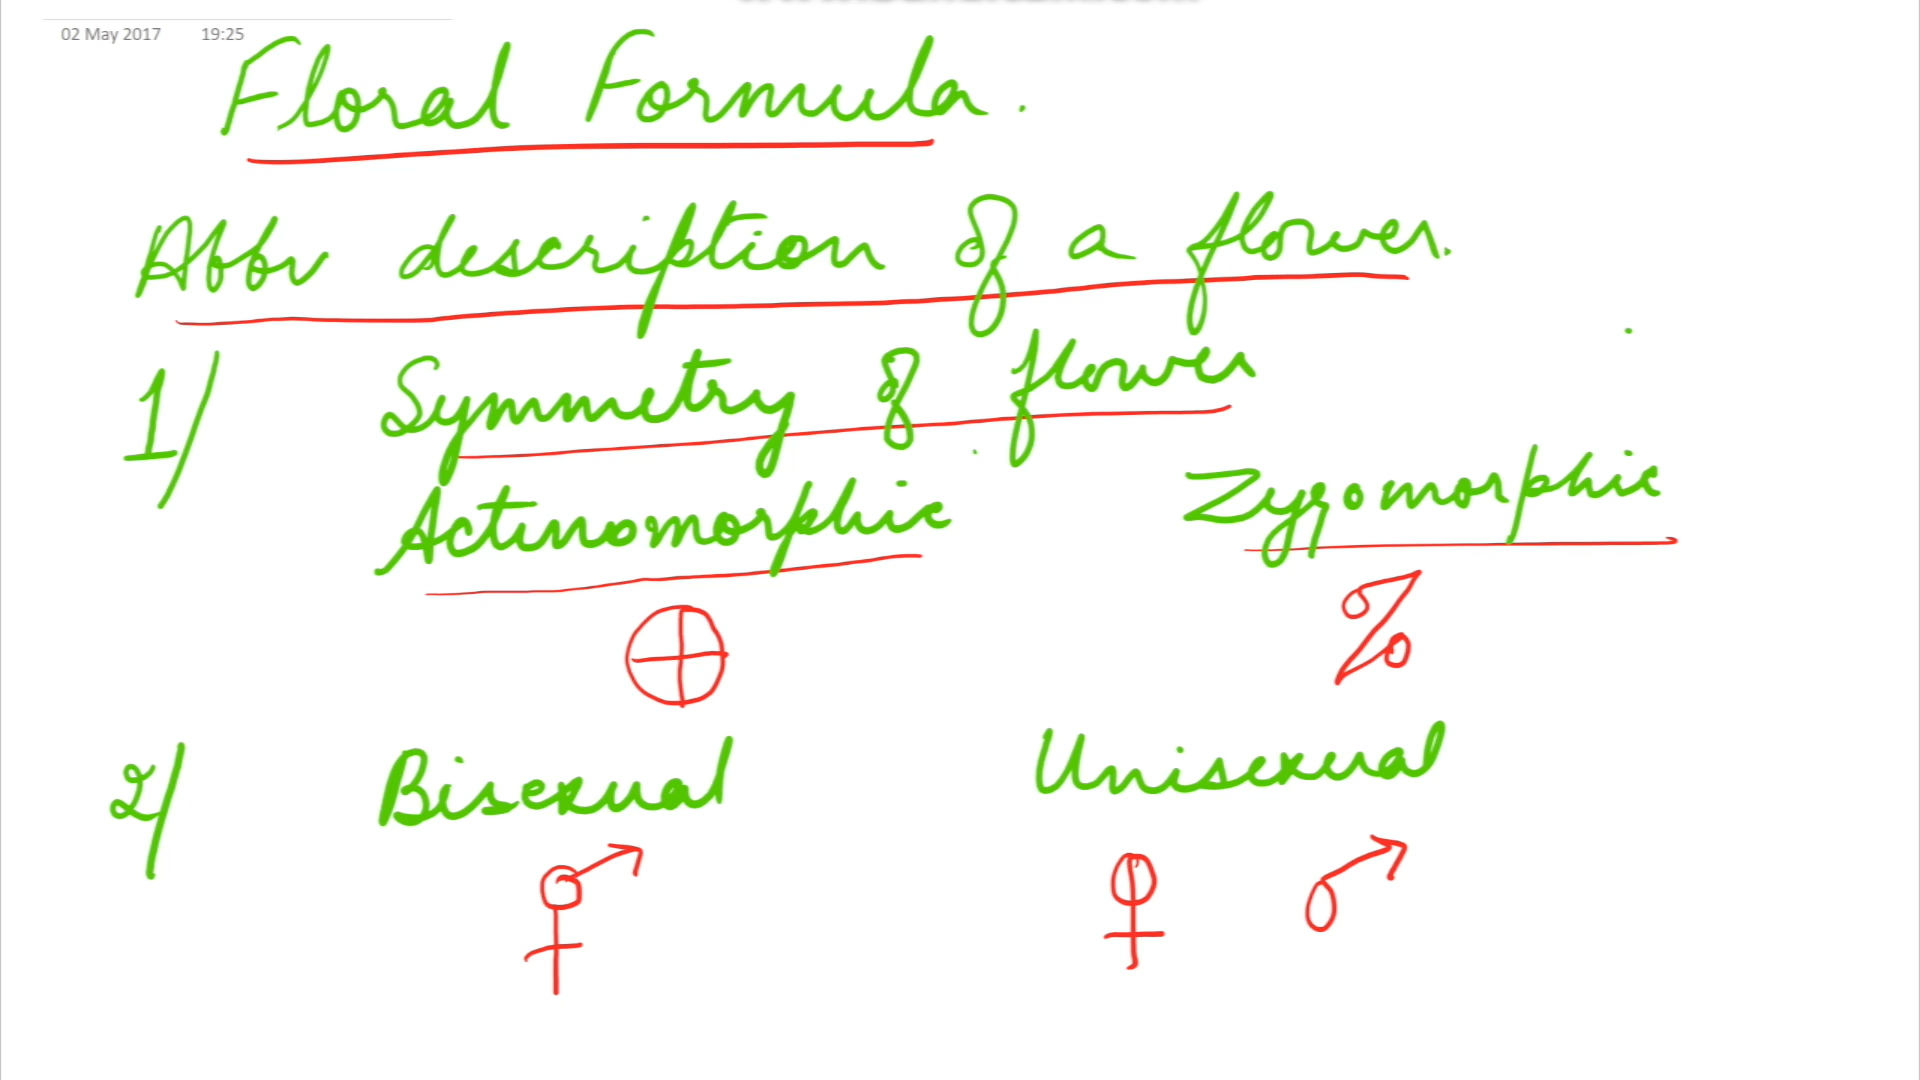 02 May 2017 19:25
Floral Formula.
Abbv description of a flower.
1) Symmetry of flower
Actinomorphic Zygomorphic
⊕ %
2) Bisexual Unisexual
⚥ ♀ ♂